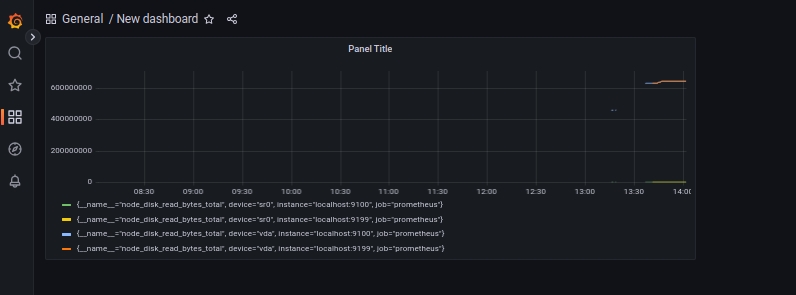 General / New dashboard
Panel Title
600000000
400000000
200000000
0
08:30 09:00 09:30 10:00 10:30 11:00 11:30 12:00 12:30 13:00 13:30 14:00
{__name__="node_disk_read_bytes_total", device="sr0", instance="localhost:9100", job="prometheus"}
{__name__="node_disk_read_bytes_total", device="sr0", instance="localhost:9199", job="prometheus"}
{__name__="node_disk_read_bytes_total", device="vda", instance="localhost:9100", job="prometheus"}
{__name__="node_disk_read_bytes_total", device="vda", instance="localhost:9199", job="prometheus"}